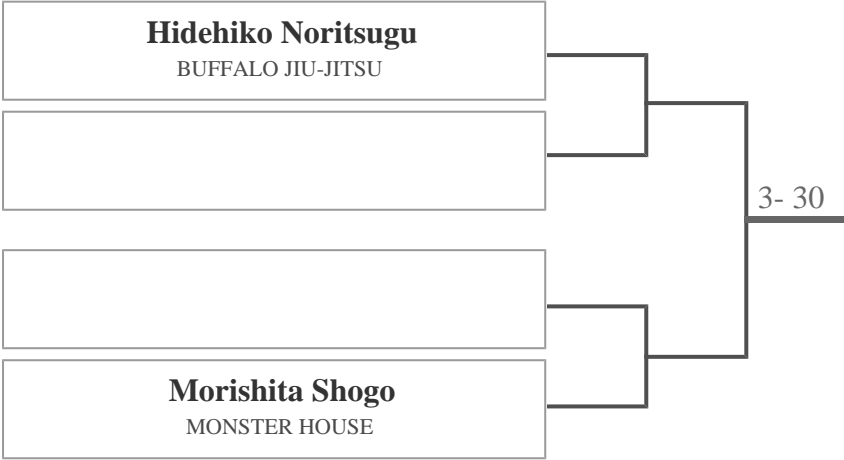 Hidehiko Noritsugu
BUFFALO JIU-JITSU
3- 30
Morishita Shogo
MONSTER HOUSE